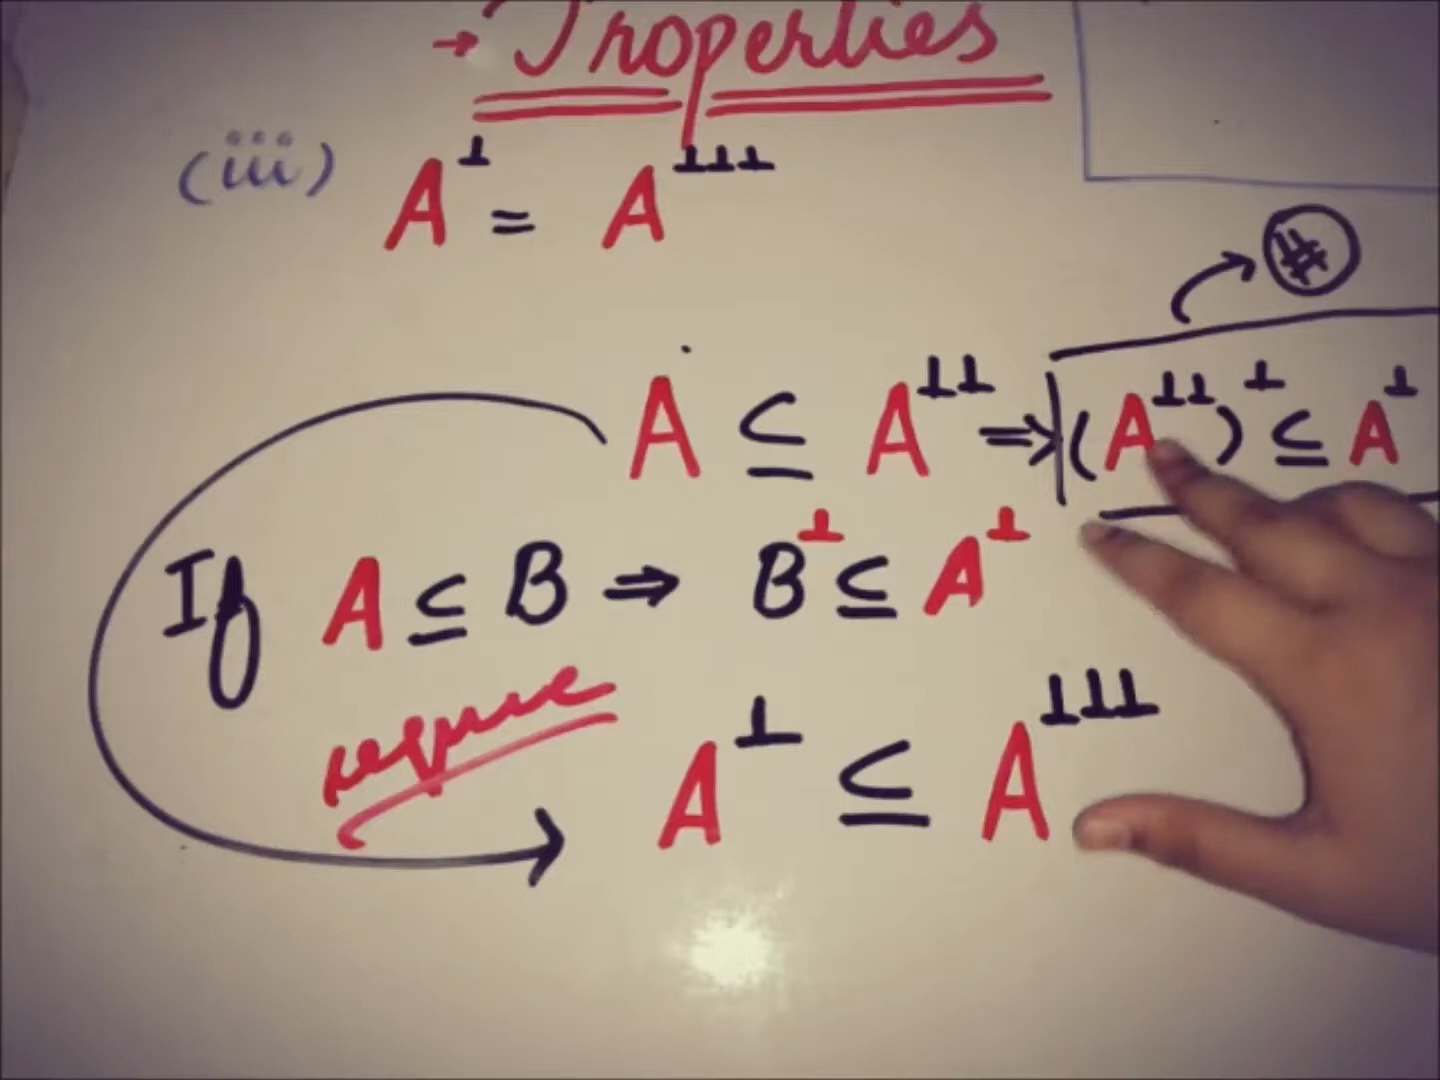 → Properties
(iii) A⊥ = A⊥⊥⊥
#
A ⊆ A⊥⊥ ⇒ (A⊥⊥)⊥ ⊆ A⊥
If A ⊆ B ⇒ B⊥ ⊆ A⊥
A⊥ ⊆ A⊥⊥⊥